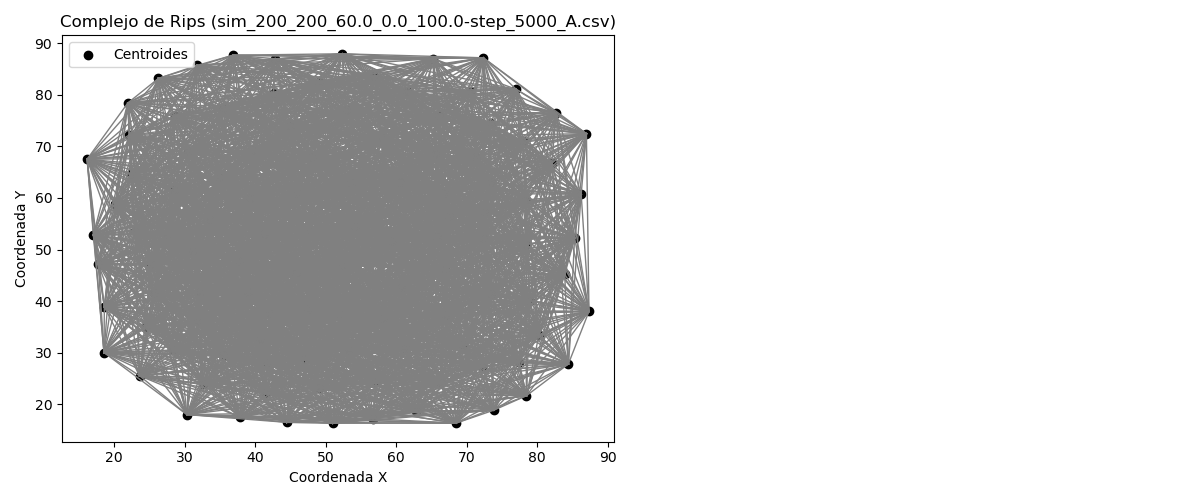 Complejo de Rips (sim_200_200_60.0_0.0_100.0-step_5000_A.csv)
Centroides
90
80
70
60
50
40
30
20
Coordenada Y
20 30 40 50 60 70 80 90
Coordenada X